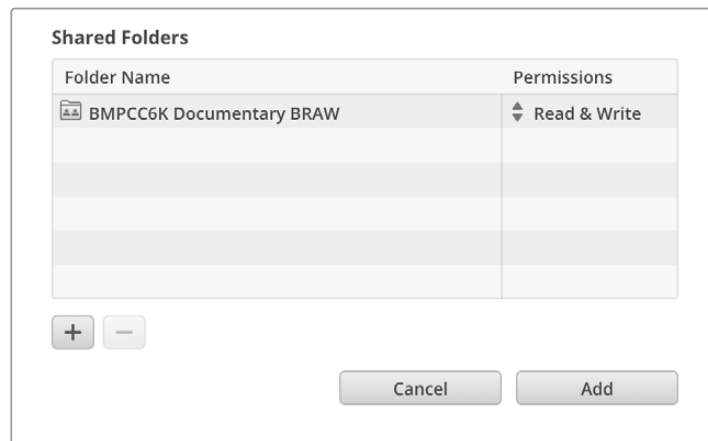 Shared Folders
Folder Name Permissions
BMPCC6K Documentary BRAW Read & Write
Cancel Add